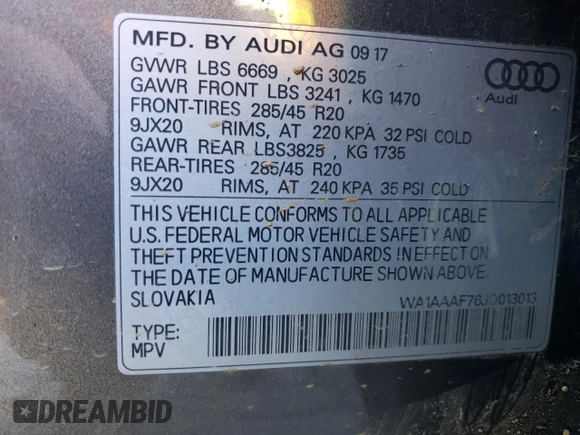 MFD. BY AUDI AG 09 17
GVWR LBS 6669 , KG 3025
GAWR FRONT LBS 3241 , KG 1470
FRONT-TIRES 285/45 R20
9JX20 RIMS, AT 220 KPA 32 PSI COLD
GAWR REAR LBS3825 , KG 1735
REAR-TIRES 285/45 R20
9JX20 RIMS, AT 240 KPA 35 PSI COLD
Audi
THIS VEHICLE CONFORMS TO ALL APPLICABLE
U.S. FEDERAL MOTOR VEHICLE SAFETY AND
THEFT PREVENTION STANDARDS IN EFFECT ON
THE DATE OF MANUFACTURE SHOWN ABOVE.
SLOVAKIA WA1AAAF76JD013013
TYPE:
MPV
DREAMBID